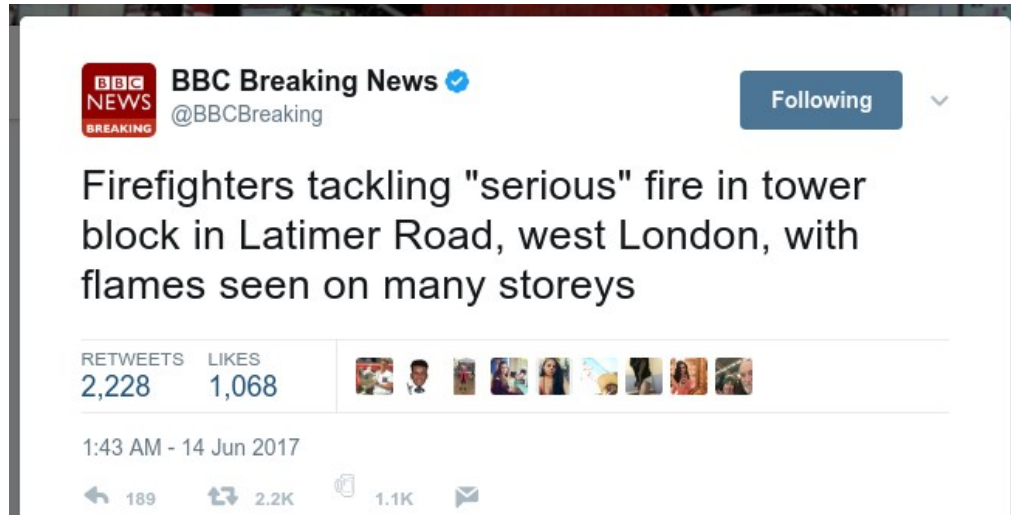 BBC
NEWS
BREAKING
BBC Breaking News
@BBCBreaking
Following
Firefighters tackling "serious" fire in tower
block in Latimer Road, west London, with
flames seen on many storeys
RETWEETS LIKES
2,228 1,068
1:43 AM - 14 Jun 2017
189 2.2K 1.1K